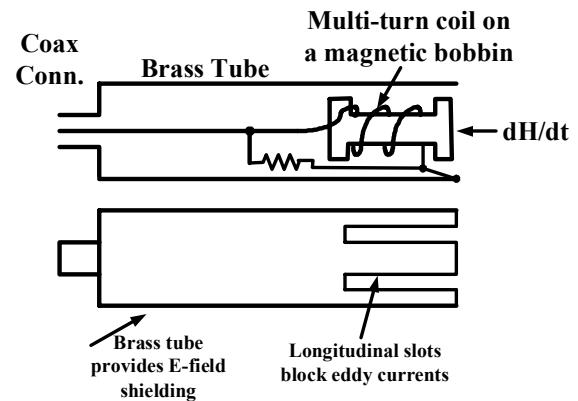 Multi-turn coil on
a magnetic bobbin
Coax
Conn.
Brass Tube
dH/dt
Brass tube
provides E-field
shielding
Longitudinal slots
block eddy currents